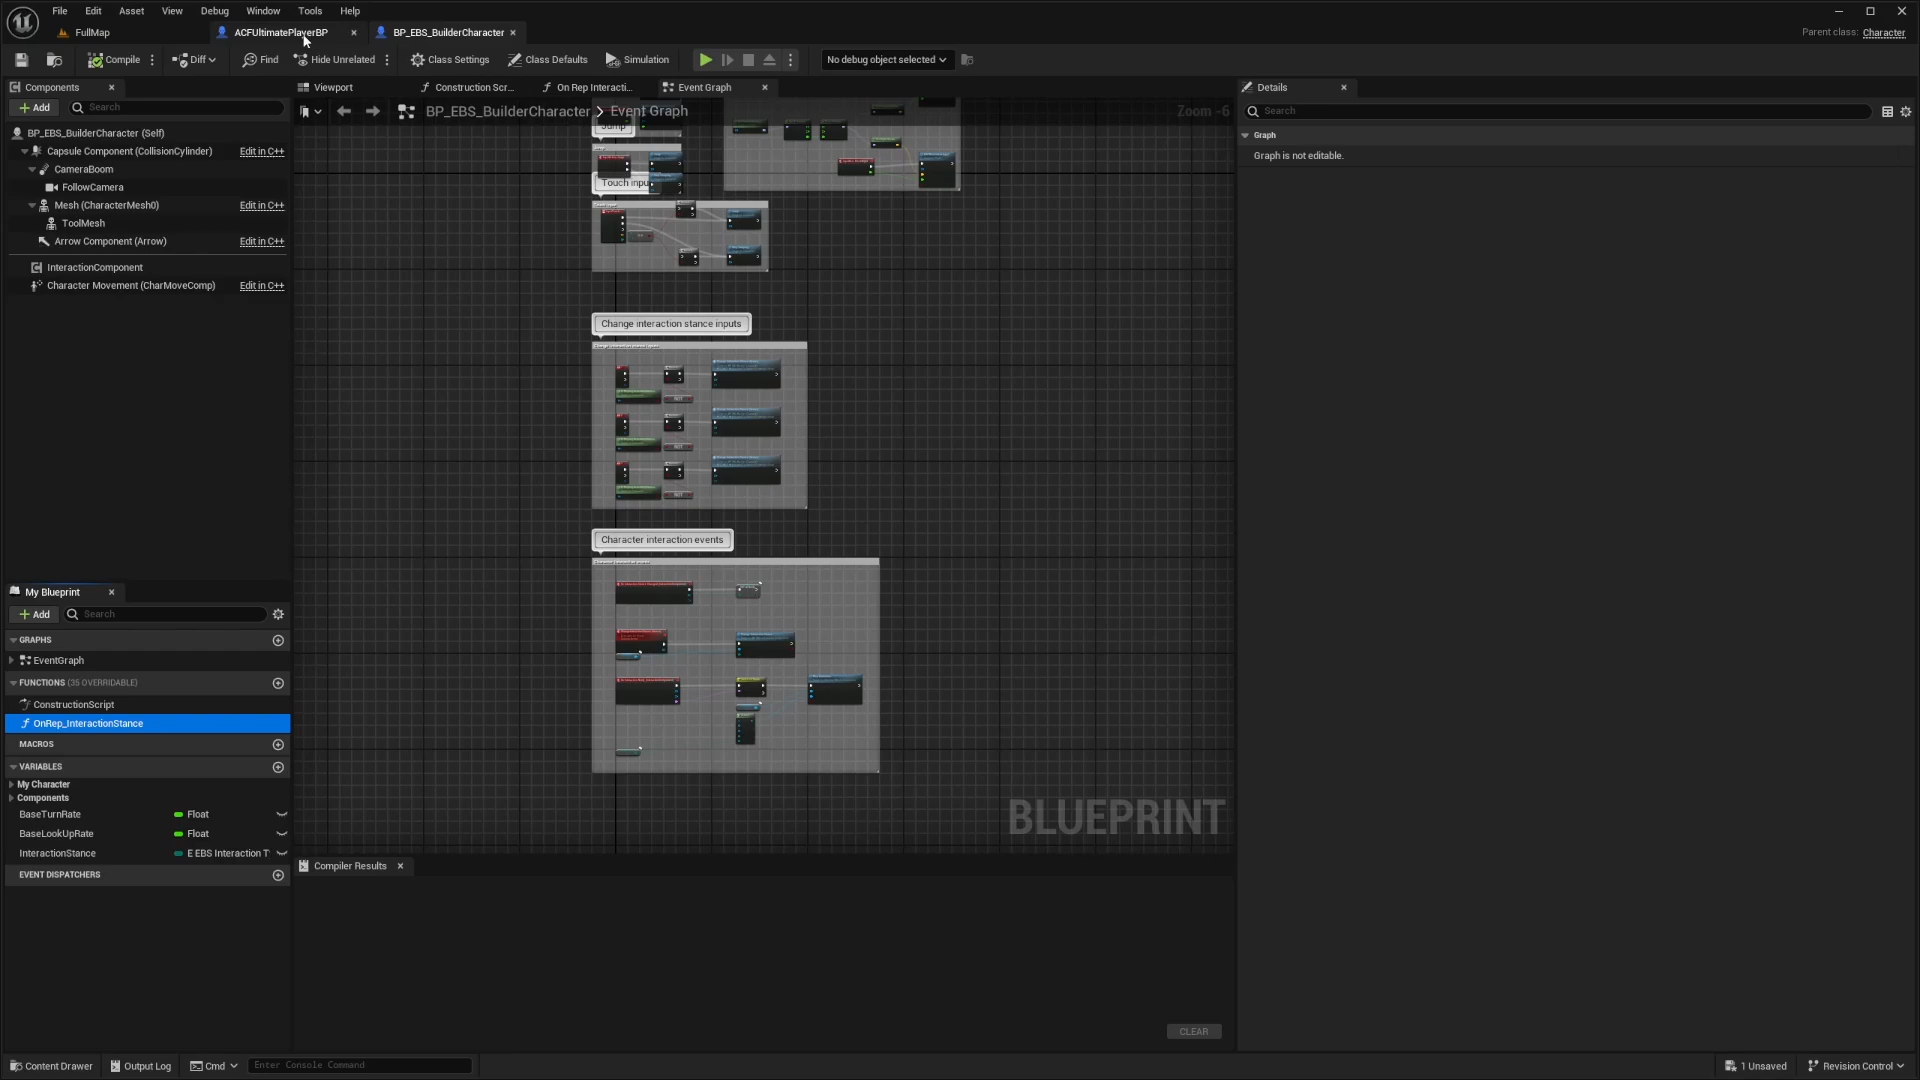 File Edit Asset View Debug Window Tools Help
FullMap ACFUltimatePlayerBP BP_EBS_BuilderCharacter Parent class: Character
Compile Diff Find Hide Unrelated Class Settings Class Defaults Simulation No debug object selected
Components Viewport Construction Scr... On Rep Interacti... Event Graph Details
+ Add Search BP_EBS_BuilderCharacter > Event Graph Zoom -6 Search
BP_EBS_BuilderCharacter (Self) Graph
Capsule Component (CollisionCylinder) Edit in C++ Graph is not editable.
CameraBoom
FollowCamera
Mesh (CharacterMesh0) Edit in C++
ToolMesh
Arrow Component (Arrow) Edit in C++
InteractionComponent
Character Movement (CharMoveComp) Edit in C++
Jump
Touch inpu
Change interaction stance inputs
Character interaction events
My Blueprint
+ Add Search
GRAPHS
EventGraph
FUNCTIONS (35 OVERRIDABLE)
ConstructionScript
OnRep_InteractionStance
MACROS
VARIABLES
My Character
Components
BaseTurnRate Float
BaseLookUpRate Float
InteractionStance E EBS Interaction T
EVENT DISPATCHERS
BLUEPRINT
Compiler Results
CLEAR
Content Drawer Output Log Cmd Enter Console Command 1 Unsaved Revision Control